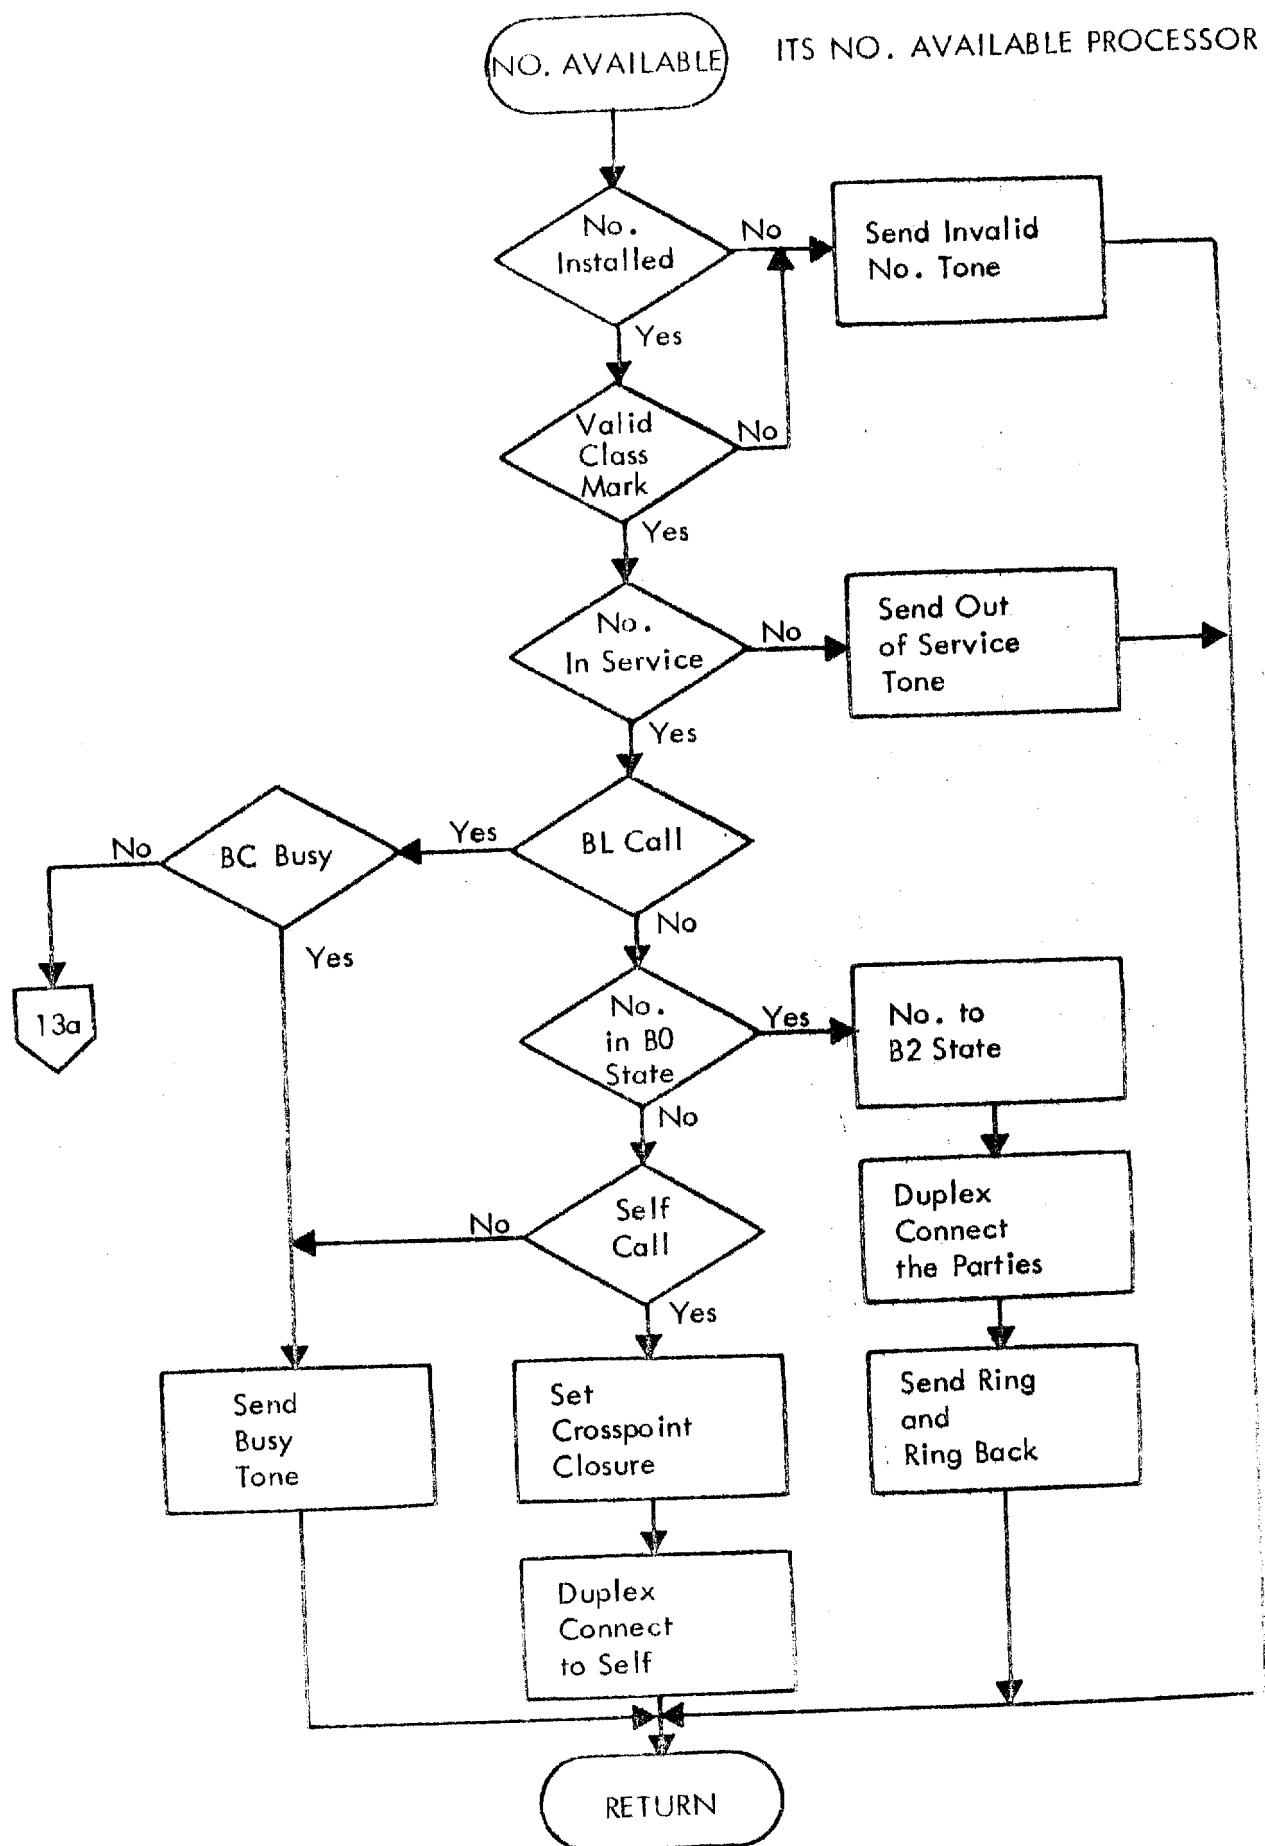 NO. AVAILABLE
ITS NO. AVAILABLE PROCESSOR
No.
Installed
No
Send Invalid
No. Tone
Yes
Valid
Class
Mark
No
Yes
No.
In Service
No
Send Out
of Service
Tone
Yes
BL Call
Yes
BC Busy
No
13a
Yes
No
No.
in B0
State
Yes
No. to
B2 State
No
Duplex
Connect
the Parties
Self
Call
No
Yes
Send Ring
and
Ring Back
Send
Busy
Tone
Set
Crosspoint
Closure
Duplex
Connect
to Self
RETURN